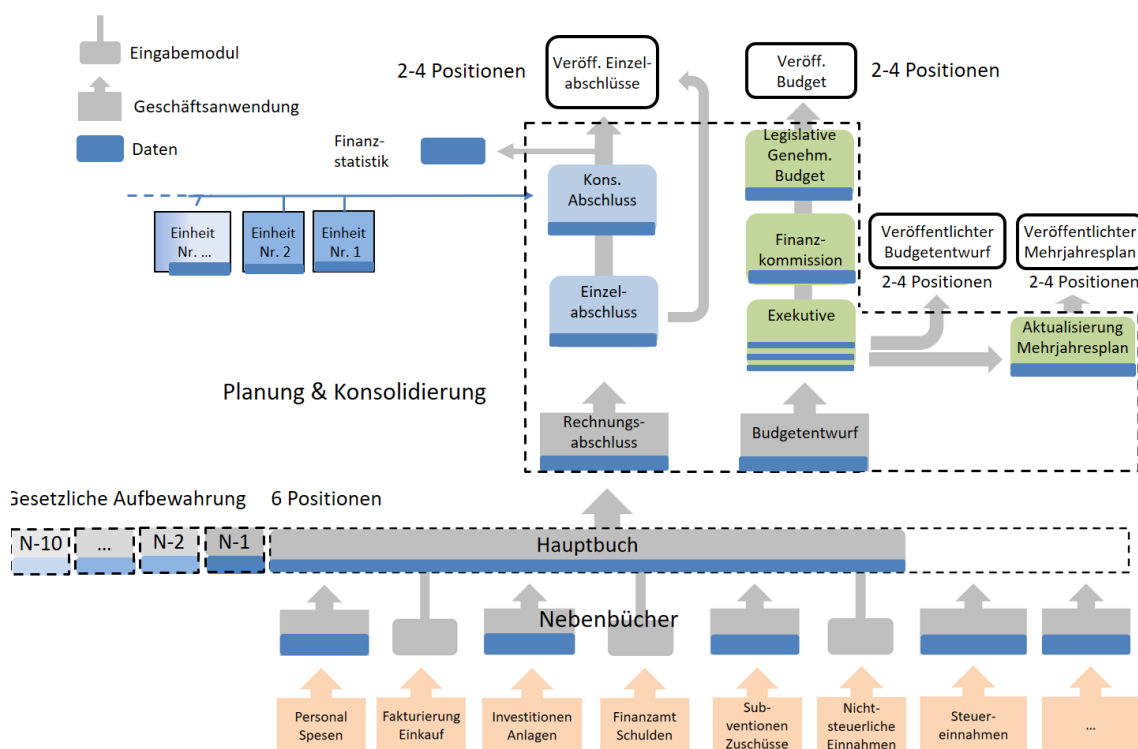 Eingabemodul
Geschäftsanwendung
Daten
2-4 Positionen
Veröff. Einzel-
abschlüsse
Veröff.
Budget
2-4 Positionen
Finanz-
statistik
Legislative
Genehm.
Budget
Kons.
Abschluss
Einheit
Nr. ...
Einheit
Nr. 2
Einheit
Nr. 1
Finanz-
kommission
Veröffentlichter
Budgetentwurf
Veröffentlichter
Mehrjahresplan
2-4 Positionen
2-4 Positionen
Einzel-
abschluss
Exekutive
Aktualisierung
Mehrjahresplan
Planung & Konsolidierung
Rechnungs-
abschluss
Budgetentwurf
Gesetzliche Aufbewahrung
6 Positionen
N-10
...
N-2
N-1
Hauptbuch
Nebenbücher
Personal
Spesen
Fakturierung
Einkauf
Investitionen
Anlagen
Finanzamt
Schulden
Sub-
ventionen
Zuschüsse
Nicht-
steuerliche
Einnahmen
Steuer-
einnahmen
...